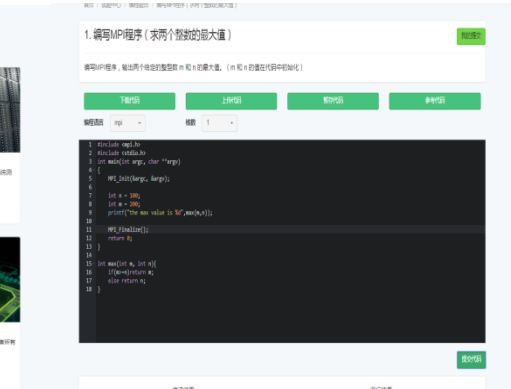 1. 编写MPI程序（求两个整数的最大值）
我的提交
编写MPI程序，输出两个给定的整型数 m 和 n 的最大值，（m 和 n 的值在代码中初始化）
下载代码 上传代码 暂存代码 参考代码
编程语言 mpi 核数 1
1 #include <mpi.h>
2 #include <stdio.h>
3 int main(int argc, char **argv)
4 {
5 MPI_Init(&argc, &argv);
6
7 int n = 100;
8 int m = 200;
9 printf("the max value is %d",max(m,n));
10
11 MPI_Finalize();
12 return 0;
13 }
14
15 int max(int m, int n){
16 if(m>=n)return m;
17 else return n;
18 }
提交代码